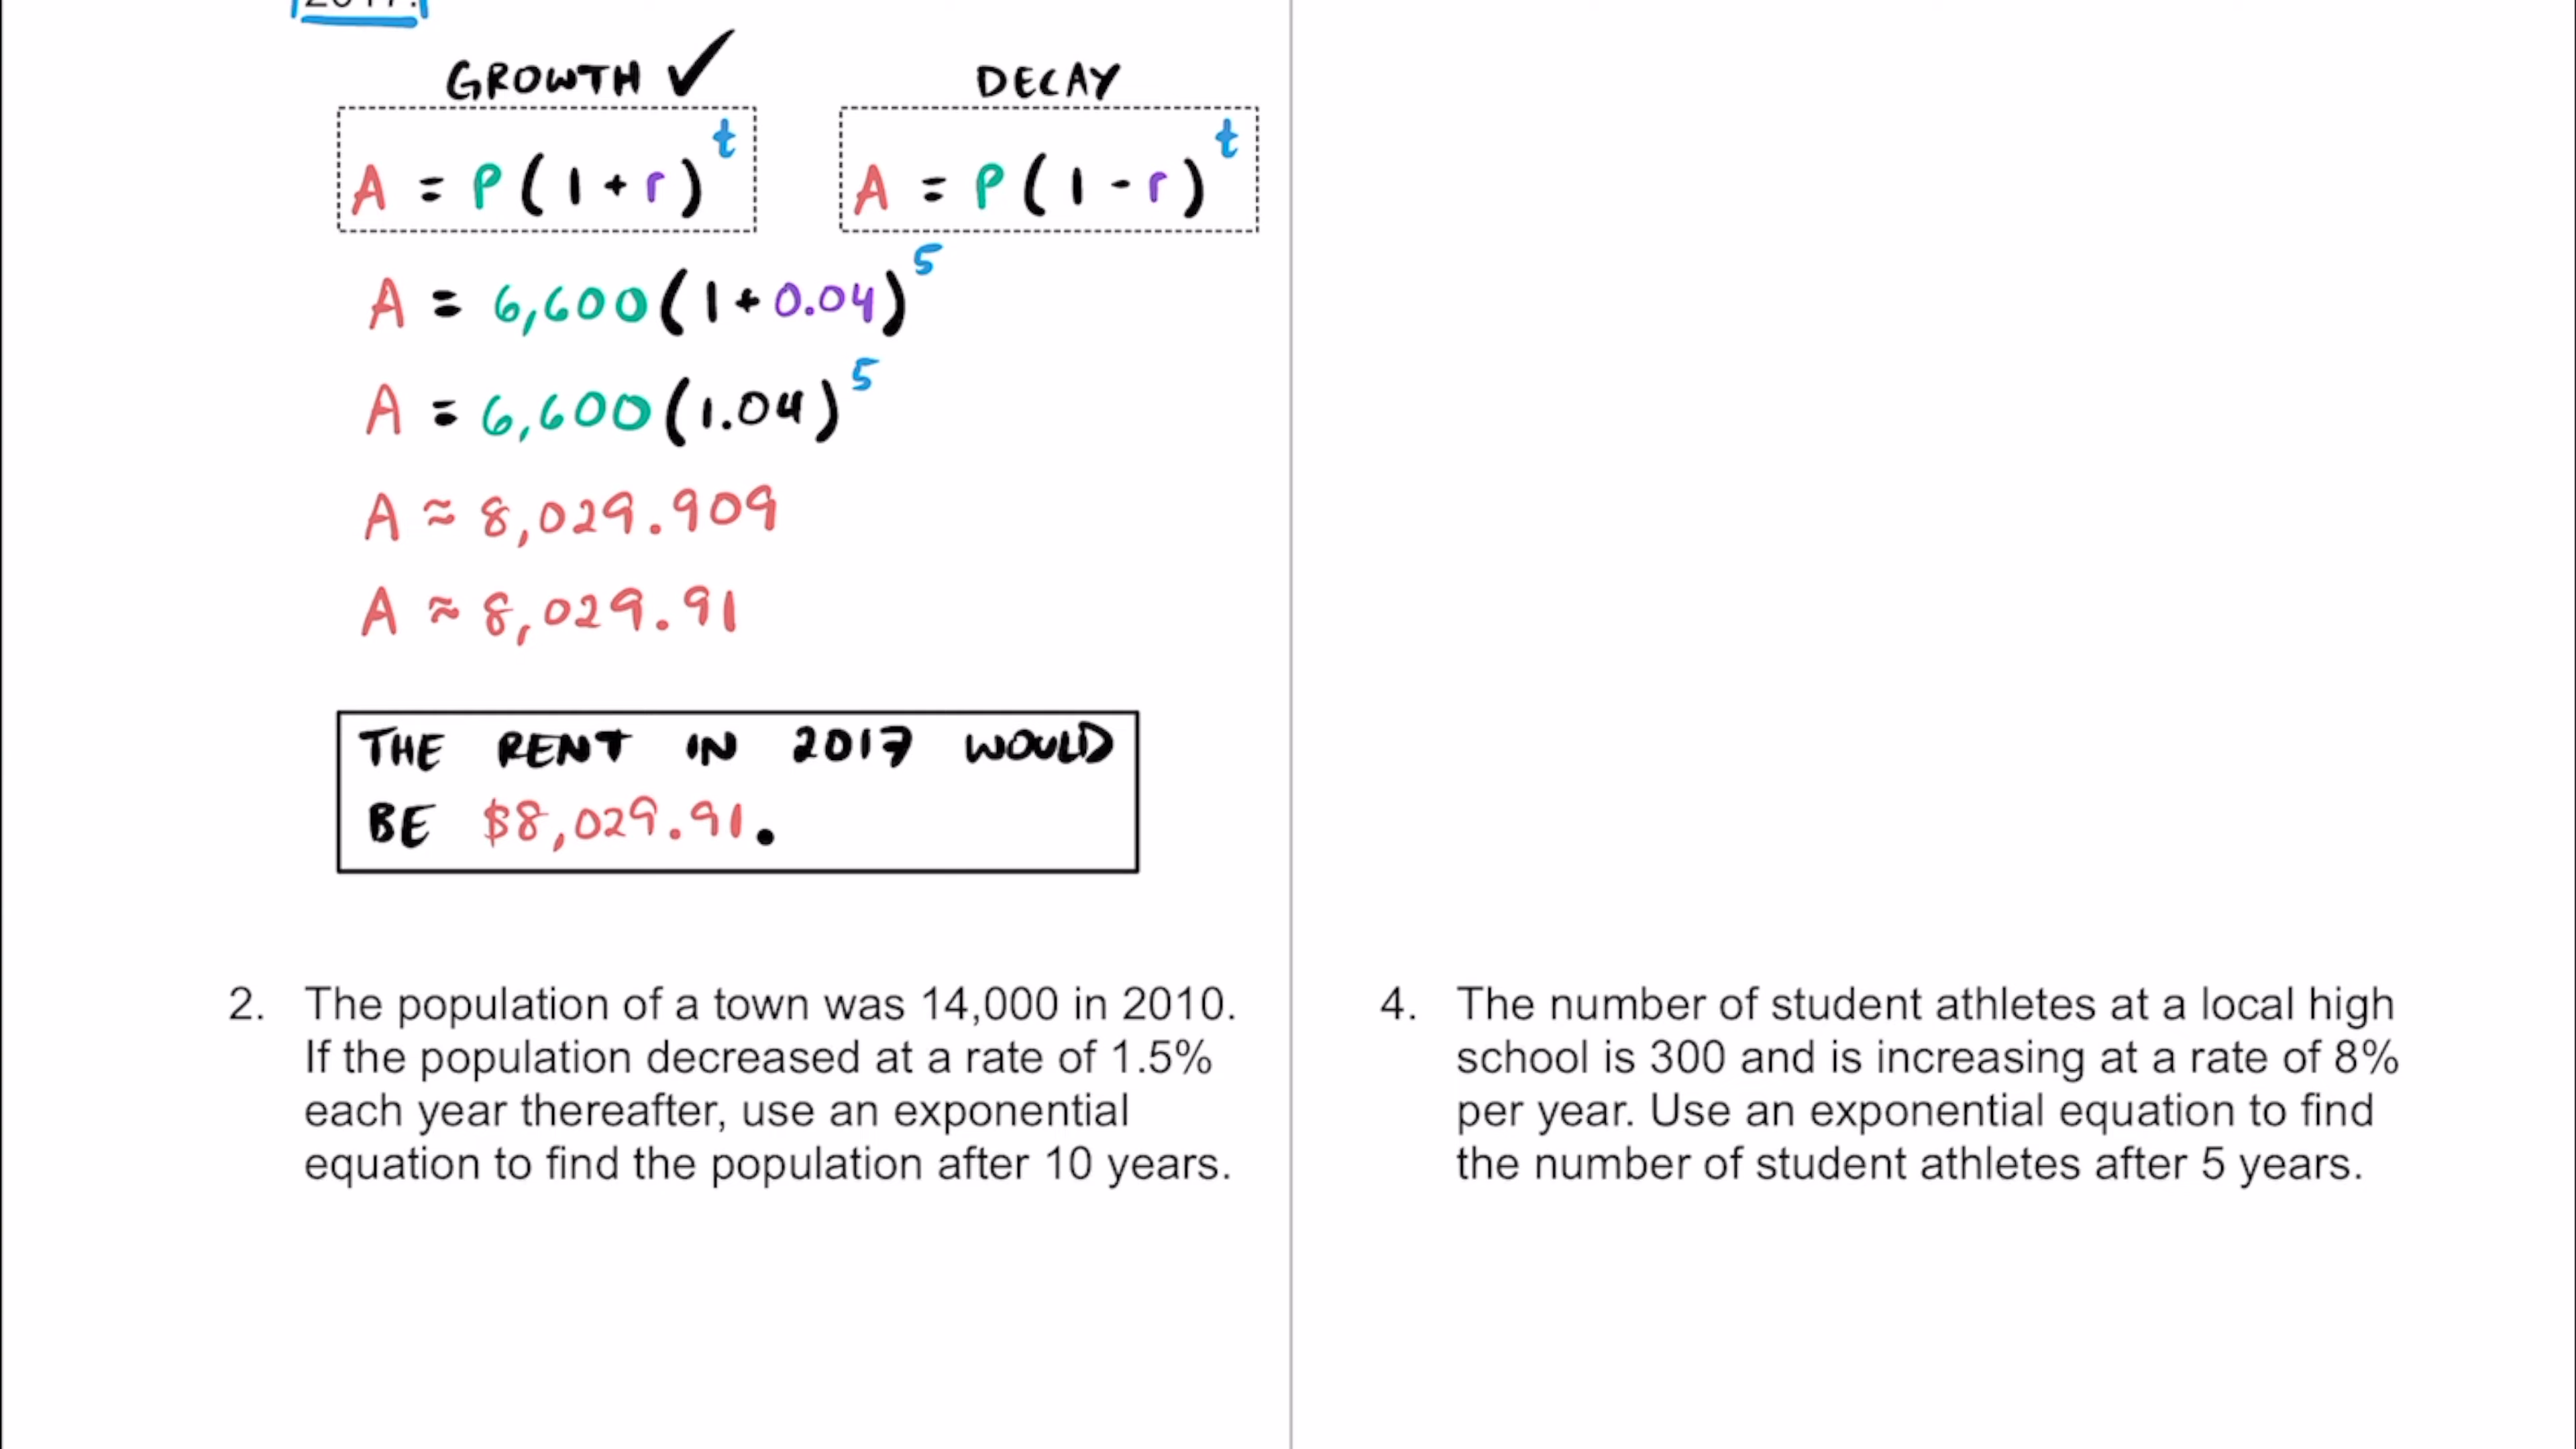 2017.
GROWTH ✓ DECAY
A = P(1 + r)^t A = P(1 - r)^t
A = 6,600(1 + 0.04)^5
A = 6,600(1.04)^5
A ≈ 8,029.909
A ≈ 8,029.91
THE RENT IN 2017 WOULD
BE $8,029.91.
2. The population of a town was 14,000 in 2010.
If the population decreased at a rate of 1.5%
each year thereafter, use an exponential
equation to find the population after 10 years.
4. The number of student athletes at a local high
school is 300 and is increasing at a rate of 8%
per year. Use an exponential equation to find
the number of student athletes after 5 years.